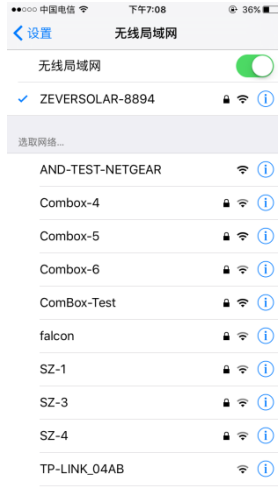 中国电信 下午7:08 36%
设置 无线局域网
无线局域网
ZEVERSOLAR-8894
选取网络...
AND-TEST-NETGEAR
Combox-4
Combox-5
Combox-6
ComBox-Test
falcon
SZ-1
SZ-3
SZ-4
TP-LINK_04AB